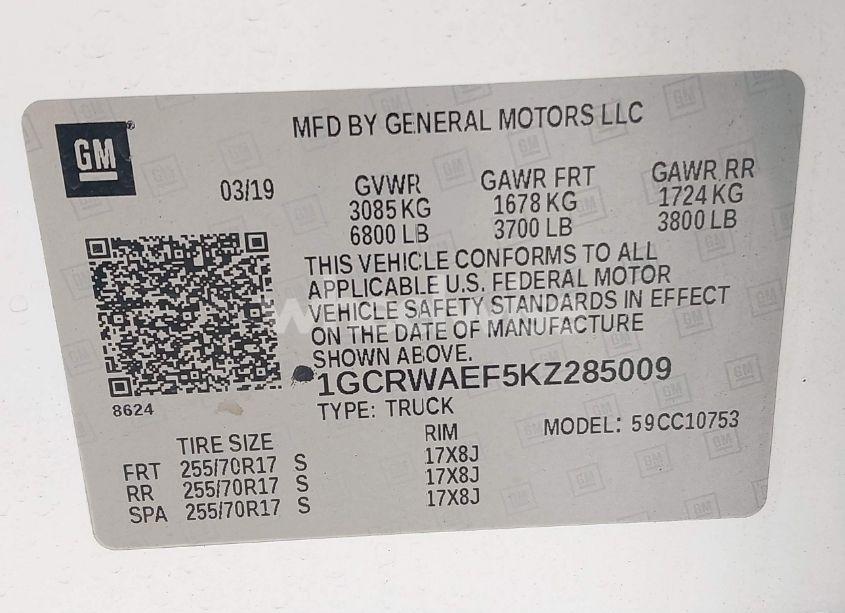 GM
MFD BY GENERAL MOTORS LLC
03/19
GVWR
3085 KG
6800 LB
GAWR FRT
1678 KG
3700 LB
GAWR RR
1724 KG
3800 LB
THIS VEHICLE CONFORMS TO ALL
APPLICABLE U.S. FEDERAL MOTOR
VEHICLE SAFETY STANDARDS IN EFFECT
ON THE DATE OF MANUFACTURE
SHOWN ABOVE.
1GCRWAEF5KZ285009
8624
TYPE: TRUCK
MODEL: 59CC10753
TIRE SIZE RIM
FRT 255/70R17 S 17X8J
RR 255/70R17 S 17X8J
SPA 255/70R17 S 17X8J